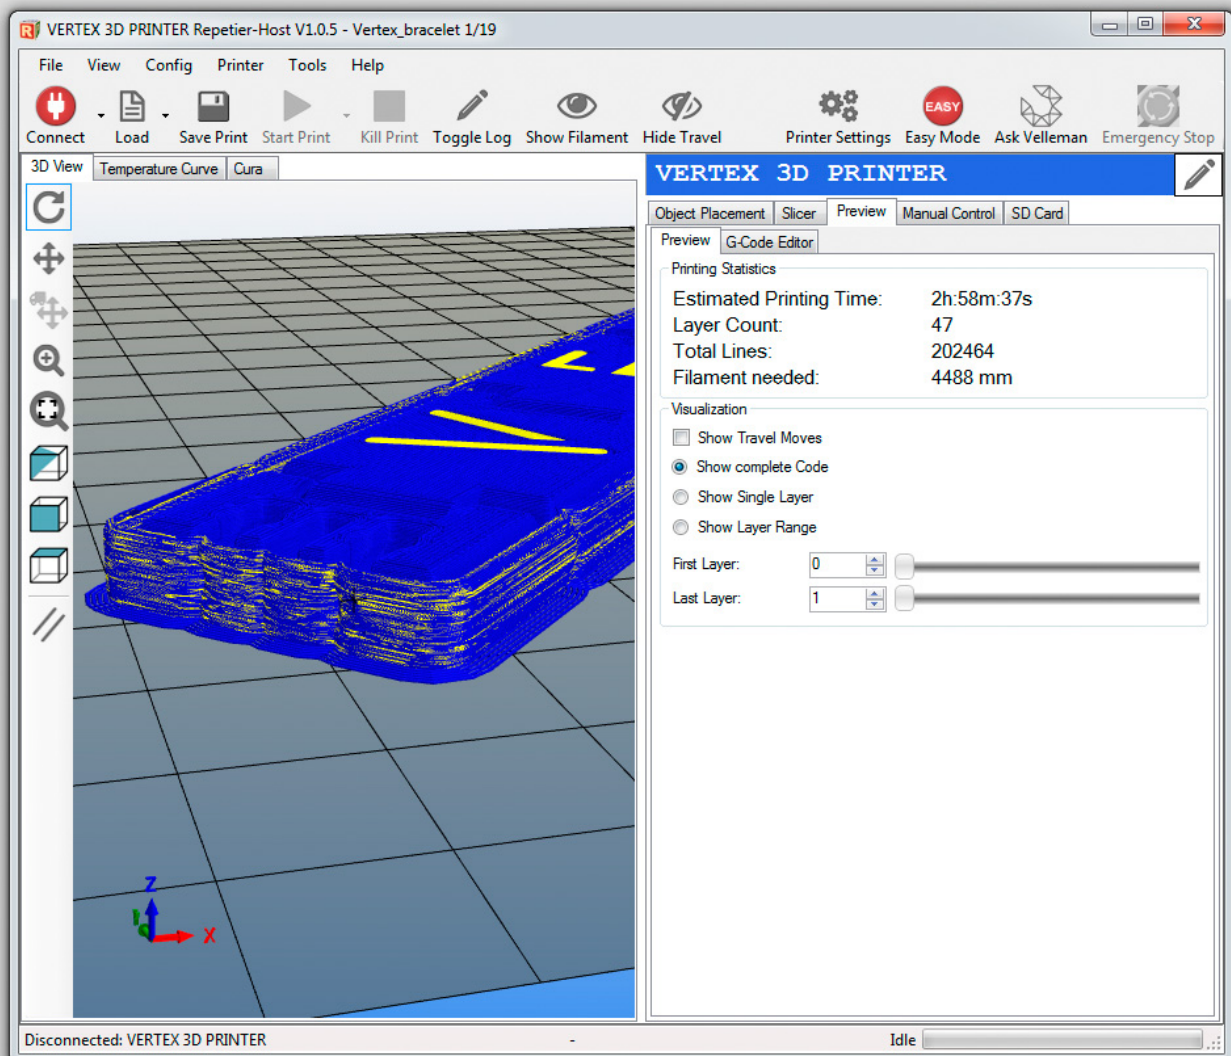 VERTEX 3D PRINTER Repetier-Host V1.0.5 - Vertex_bracelet 1/19
File View Config Printer Tools Help
Connect Load Save Print Start Print Kill Print Toggle Log Show Filament Hide Travel Printer Settings EASY Easy Mode Ask Velleman Emergency Stop
3D View Temperature Curve Cura
VERTEX 3D PRINTER
Object Placement Slicer Preview Manual Control SD Card
Preview G-Code Editor
Printing Statistics
Estimated Printing Time: 2h:58m:37s
Layer Count: 47
Total Lines: 202464
Filament needed: 4488 mm
Visualization
Show Travel Moves
Show complete Code
Show Single Layer
Show Layer Range
First Layer: 0
Last Layer: 1
Z
X
Disconnected: VERTEX 3D PRINTER - Idle